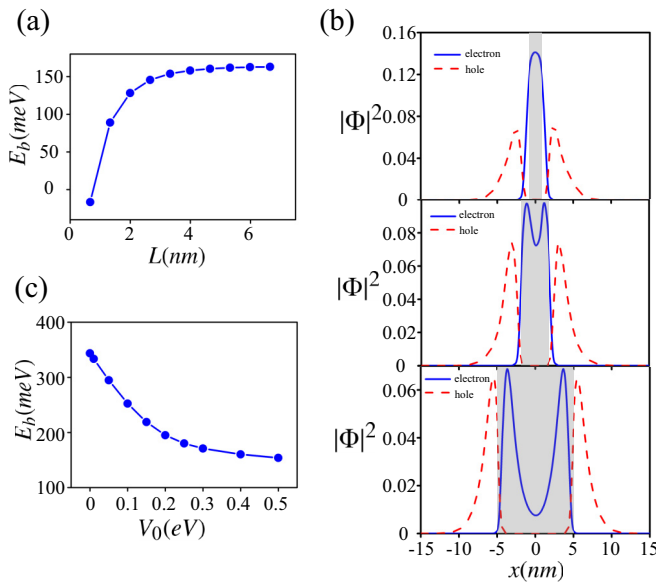 (a)
E_b(meV)
150
100
50
0
0
2
4
6
L(nm)
(c)
E_b(meV)
400
300
200
100
0
0.1
0.2
0.3
0.4
0.5
V_0(eV)
(b)
|Φ|^2
0.16
0.12
0.08
0.04
0
electron
hole
|Φ|^2
0.08
0.06
0.04
0.02
0
electron
hole
|Φ|^2
0.06
0.04
0.02
0
electron
hole
-15
-10
-5
0
5
10
15
x(nm)